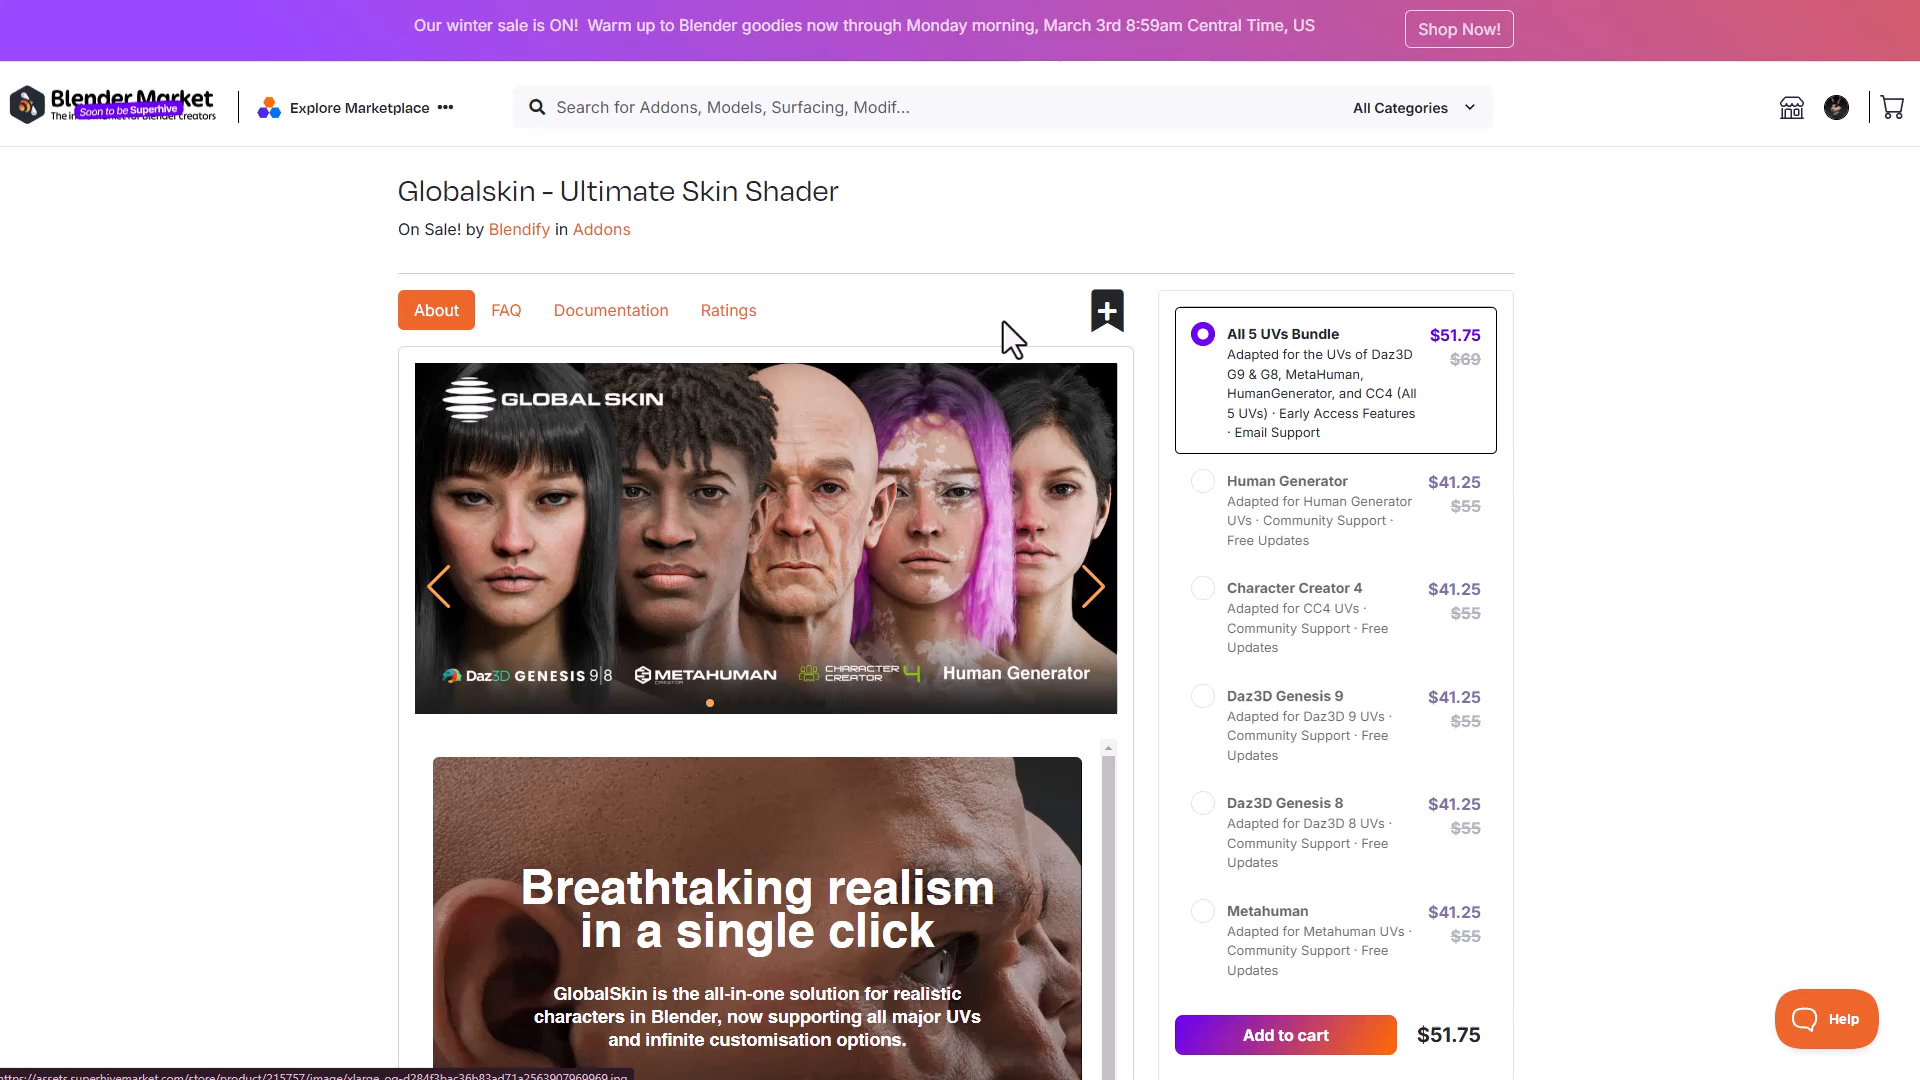 Our winter sale is ON!  Warm up to Blender goodies now through Monday morning, March 3rd 8:59am Central Time, US
Shop Now!
Blender Market
Soon to be Superhive
Explore Marketplace •••
Search for Addons, Models, Surfacing, Modif...
All Categories
Globalskin - Ultimate Skin Shader
On Sale! by Blendify in Addons
About
FAQ
Documentation
Ratings
GLOBAL SKIN
Daz3D GENESIS 9|8
METAHUMAN
CREATOR
CHARACTER
CREATOR 4
Human Generator
Breathtaking realism
in a single click
GlobalSkin is the all-in-one solution for realistic
characters in Blender, now supporting all major UVs
and infinite customisation options.
All 5 UVs Bundle
$51.75
$69
Adapted for the UVs of Daz3D
G9 & G8, MetaHuman,
HumanGenerator, and CC4 (All
5 UVs) · Early Access Features
· Email Support
Human Generator
$41.25
$55
Adapted for Human Generator
UVs · Community Support ·
Free Updates
Character Creator 4
$41.25
$55
Adapted for CC4 UVs ·
Community Support · Free
Updates
Daz3D Genesis 9
$41.25
$55
Adapted for Daz3D 9 UVs ·
Community Support · Free
Updates
Daz3D Genesis 8
$41.25
$55
Adapted for Daz3D 8 UVs ·
Community Support · Free
Updates
Metahuman
$41.25
$55
Adapted for Metahuman UVs ·
Community Support · Free
Updates
Add to cart
$51.75
Help